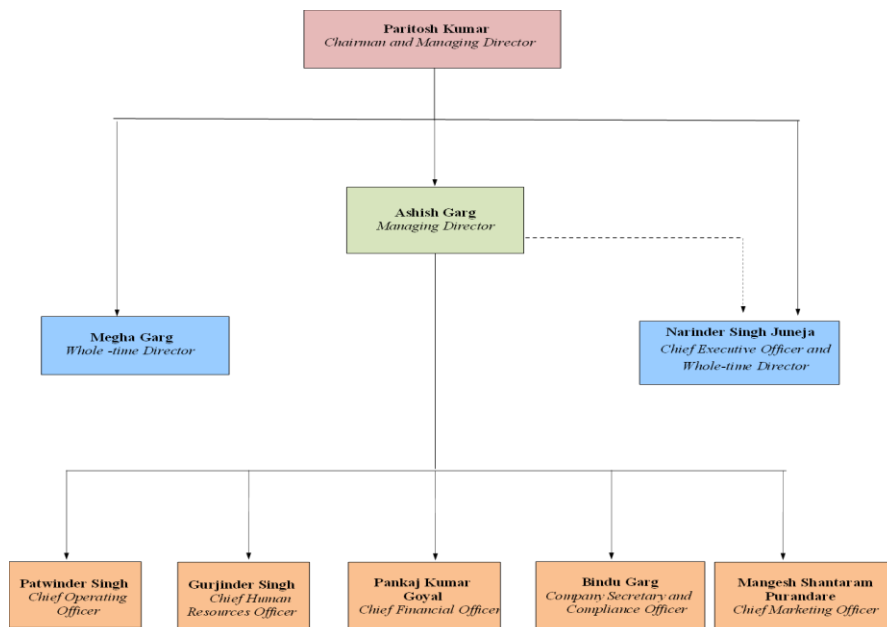 Paritosh Kumar
Chairman and Managing Director
Ashish Garg
Managing Director
Megha Garg
Whole -time Director
Narinder Singh Juneja
Chief Executive Officer and
Whole-time Director
Patwinder Singh
Chief Operating
Officer
Gurjinder Singh
Chief Human
Resources Officer
Pankaj Kumar
Goyal
Chief Financial Officer
Bindu Garg
Company Secretary and
Compliance Officer
Mangesh Shantaram
Purandare
Chief Marketing Officer